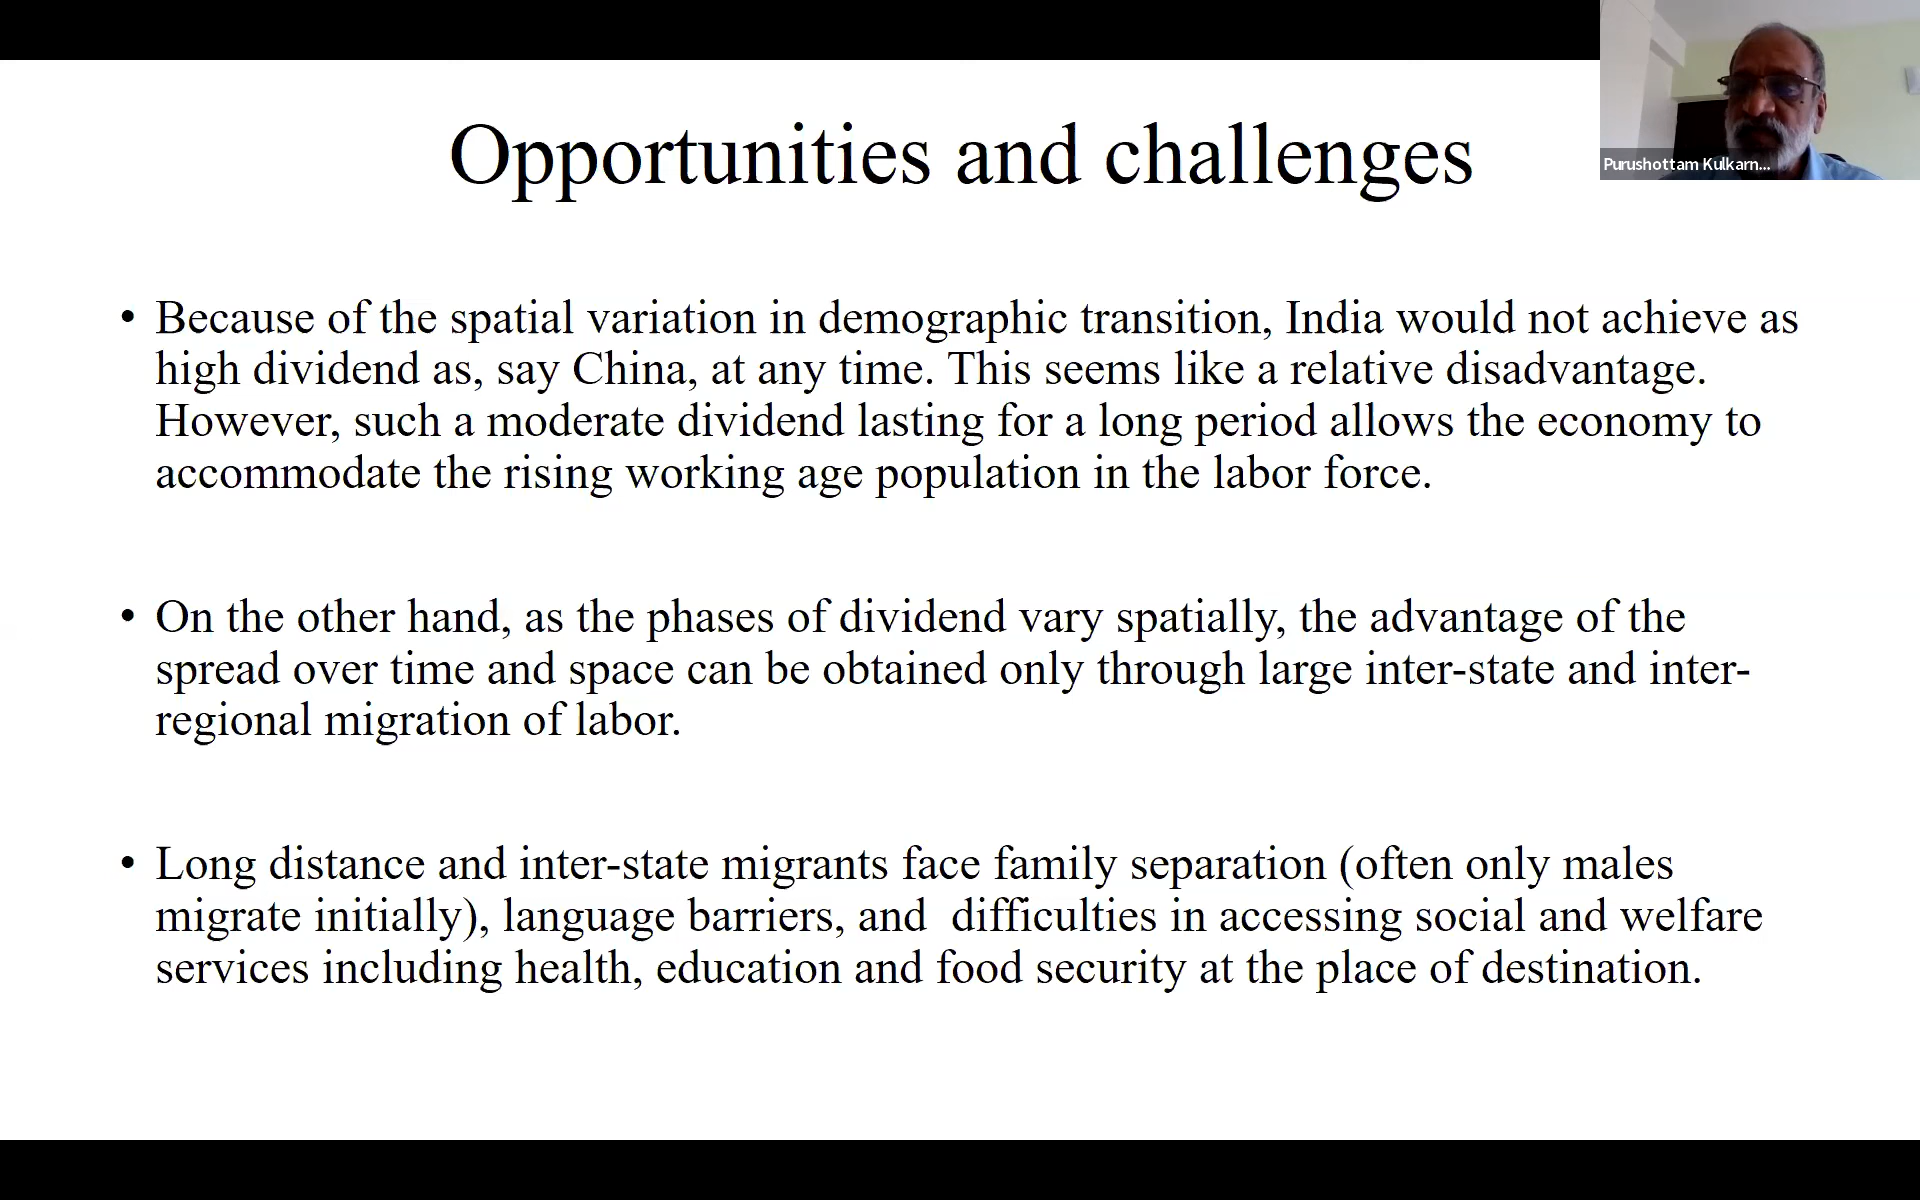 Opportunities and challenges
Purushottam Kulkarn...
• Because of the spatial variation in demographic transition, India would not achieve as
high dividend as, say China, at any time. This seems like a relative disadvantage.
However, such a moderate dividend lasting for a long period allows the economy to
accommodate the rising working age population in the labor force.
• On the other hand, as the phases of dividend vary spatially, the advantage of the
spread over time and space can be obtained only through large inter-state and inter-
regional migration of labor.
• Long distance and inter-state migrants face family separation (often only males
migrate initially), language barriers, and  difficulties in accessing social and welfare
services including health, education and food security at the place of destination.